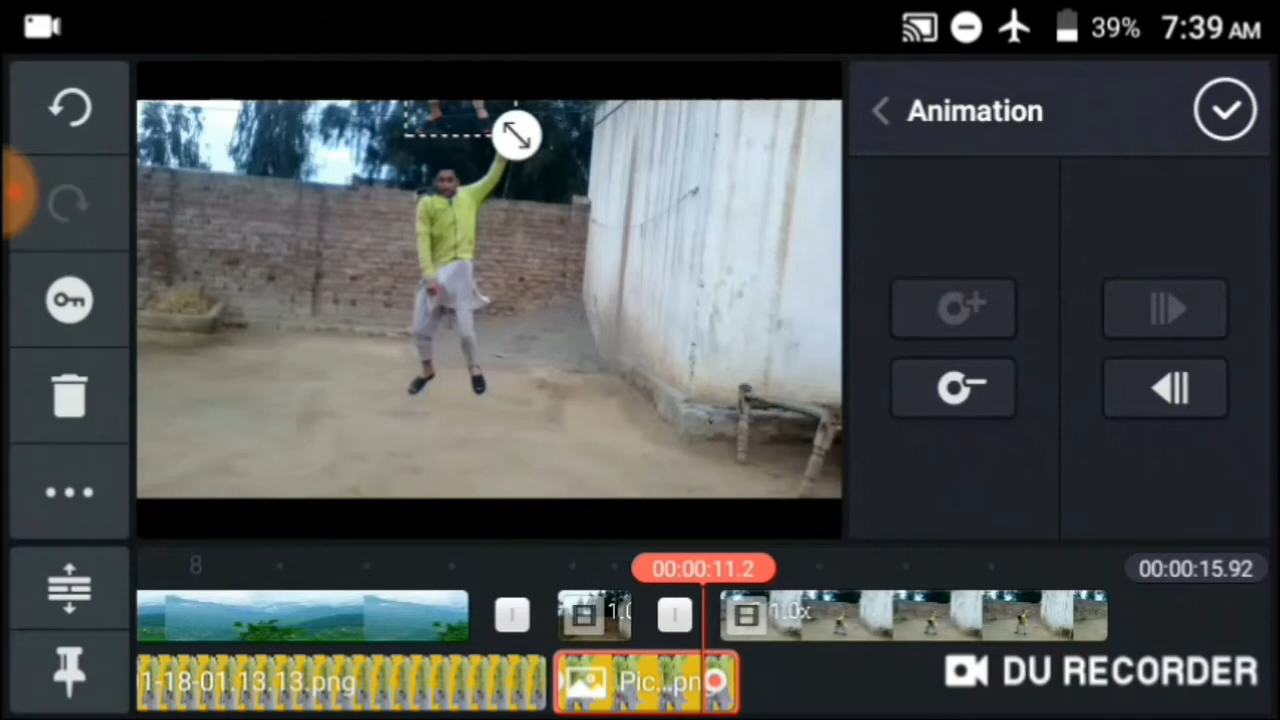 39% 7:39 AM
Animation
8
00:00:11.2
00:00:15.92
1.0x
1-18-01.13.13.png
Pic...pn
DU RECORDER